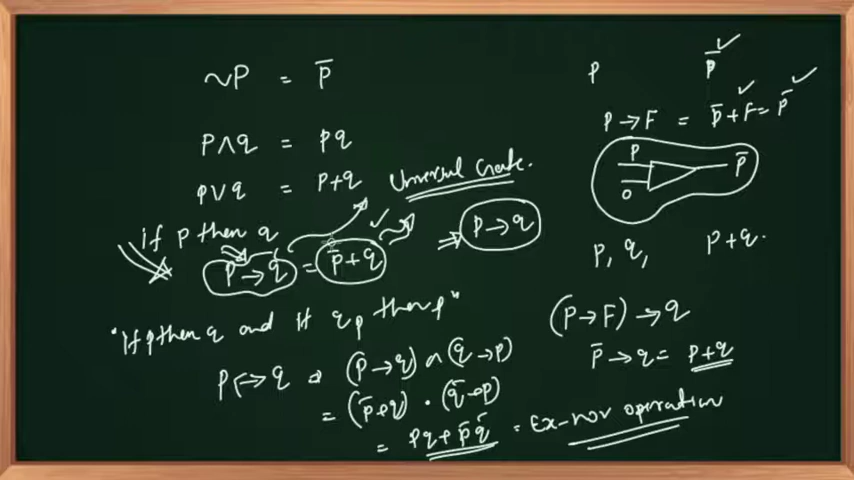 ~P = p̄
P∧q = pq
P∨q = P+q
Universal Gate.
if p then q
P→q = p̄+q
⇒ P→q
"If p then q and if q then p"
P↔q ⇒ (P→q)∧(q→p)
= (p̄+q)·(q̄+p)
= pq+p̄q̄ = Ex-nor operation
P p̄
P→F = p̄+F=p̄
P
0
p̄
p, q, p+q.
(P→F)→q
p̄→q= p+q